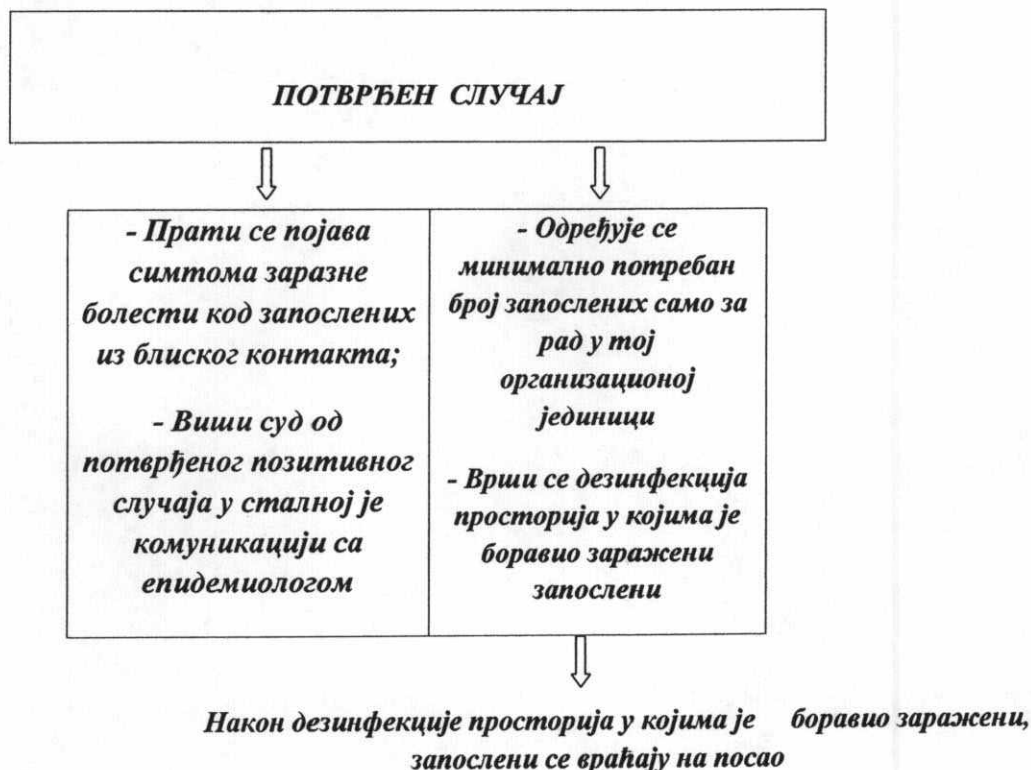 ПОТВРЂЕН СЛУЧАЈ
- Прати се појава
симтома заразне
болести код запослених
из блиског контакта;
- Виши суд од
потврђеног позитивног
случаја у сталној је
комуникацији са
епидемиологом
- Одређује се
минимално потребан
број запослених само за
рад у тој
организационој
јединици
- Врши се дезинфекција
просторија у којима је
боравио заражени
запослени
Након дезинфекције просторија у којима је боравио заражени,
запослени се враћају на посао